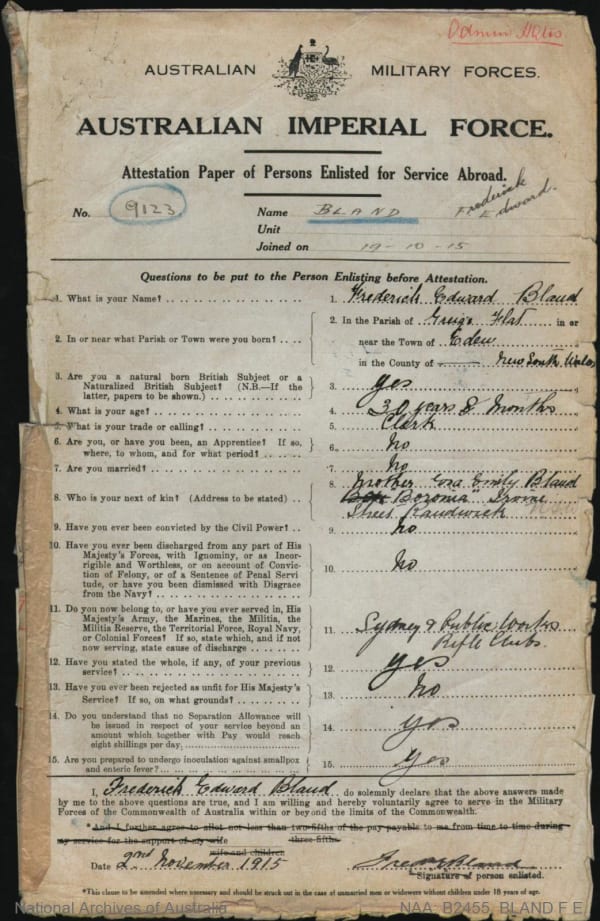 Admin Hqtrs
AUSTRALIAN MILITARY FORCES.
AUSTRALIAN IMPERIAL FORCE.
Attestation Paper of Persons Enlisted for Service Abroad.
No. 9123 Name BLAND Frederick Edward.
Unit
Joined on 19-10-15
Questions to be put to the Person Enlisting before Attestation.
1. What is your Name? 1. Frederick Edward Bland
2. In or near what Parish or Town were you born? 2. In the Parish of Greigs Flat in or
near the Town of Eden
in the County of New South Wales
3. Are you a natural born British Subject or a
Naturalized British Subject? (N.B.—If the
latter, papers to be shown.) 3. yes
4. What is your age? 4. 30 years 8 months
5. What is your trade or calling? 5. Clerk
6. Are you, or have you been, an Apprentice? If so,
where, to whom, and for what period? 6. No
7. Are you married? 7. No
8. Who is your next of kin? (Address to be stated) 8. Mother Emily Bland
"Boronia" Irvine
Street Randwick NSW
9. Have you ever been convicted by the Civil Power? 9. No
10. Have you ever been discharged from any part of His
Majesty's Forces, with Ignominy, or as Incor-
rigible and Worthless, or on account of Convic-
tion of Felony, or of a Sentence of Penal Servi-
tude, or have you been dismissed with Disgrace
from the Navy? 10. No
11. Do you now belong to, or have you ever served in, His
Majesty's Army, the Marines, the Militia, the
Militia Reserve, the Territorial Force, Royal Navy,
or Colonial Forces? If so, state which, and if not
now serving, state cause of discharge 11. Sydney & Public Works
Rifle Clubs.
12. Have you stated the whole, if any, of your previous
service? 12. yes
13. Have you ever been rejected as unfit for His Majesty's
Service? If so, on what grounds? 13. No
14. Do you understand that no Separation Allowance will
be issued in respect of your service beyond an
amount which together with Pay would reach
eight shillings per day. 14. yes
15. Are you prepared to undergo inoculation against smallpox
and enteric fever? 15. yes
I, Frederick Edward Bland do solemnly declare that the above answers made
by me to the above questions are true, and I am willing and hereby voluntarily agree to serve in the Military
Forces of the Commonwealth of Australia within or beyond the limits of the Commonwealth.
*And I further agree to allot not less than two-fifths of the pay payable to me from time to time during
three-fifths
my service for the support of my wife
wife and children
Date 2nd November 1915 Fred E Bland
Signature of person enlisted.
*This clause to be amended where necessary and should be struck out in the case of unmarried men or widowers without children under 18 years of age.
National Archives of Australia NAA: B2455, BLAND F E